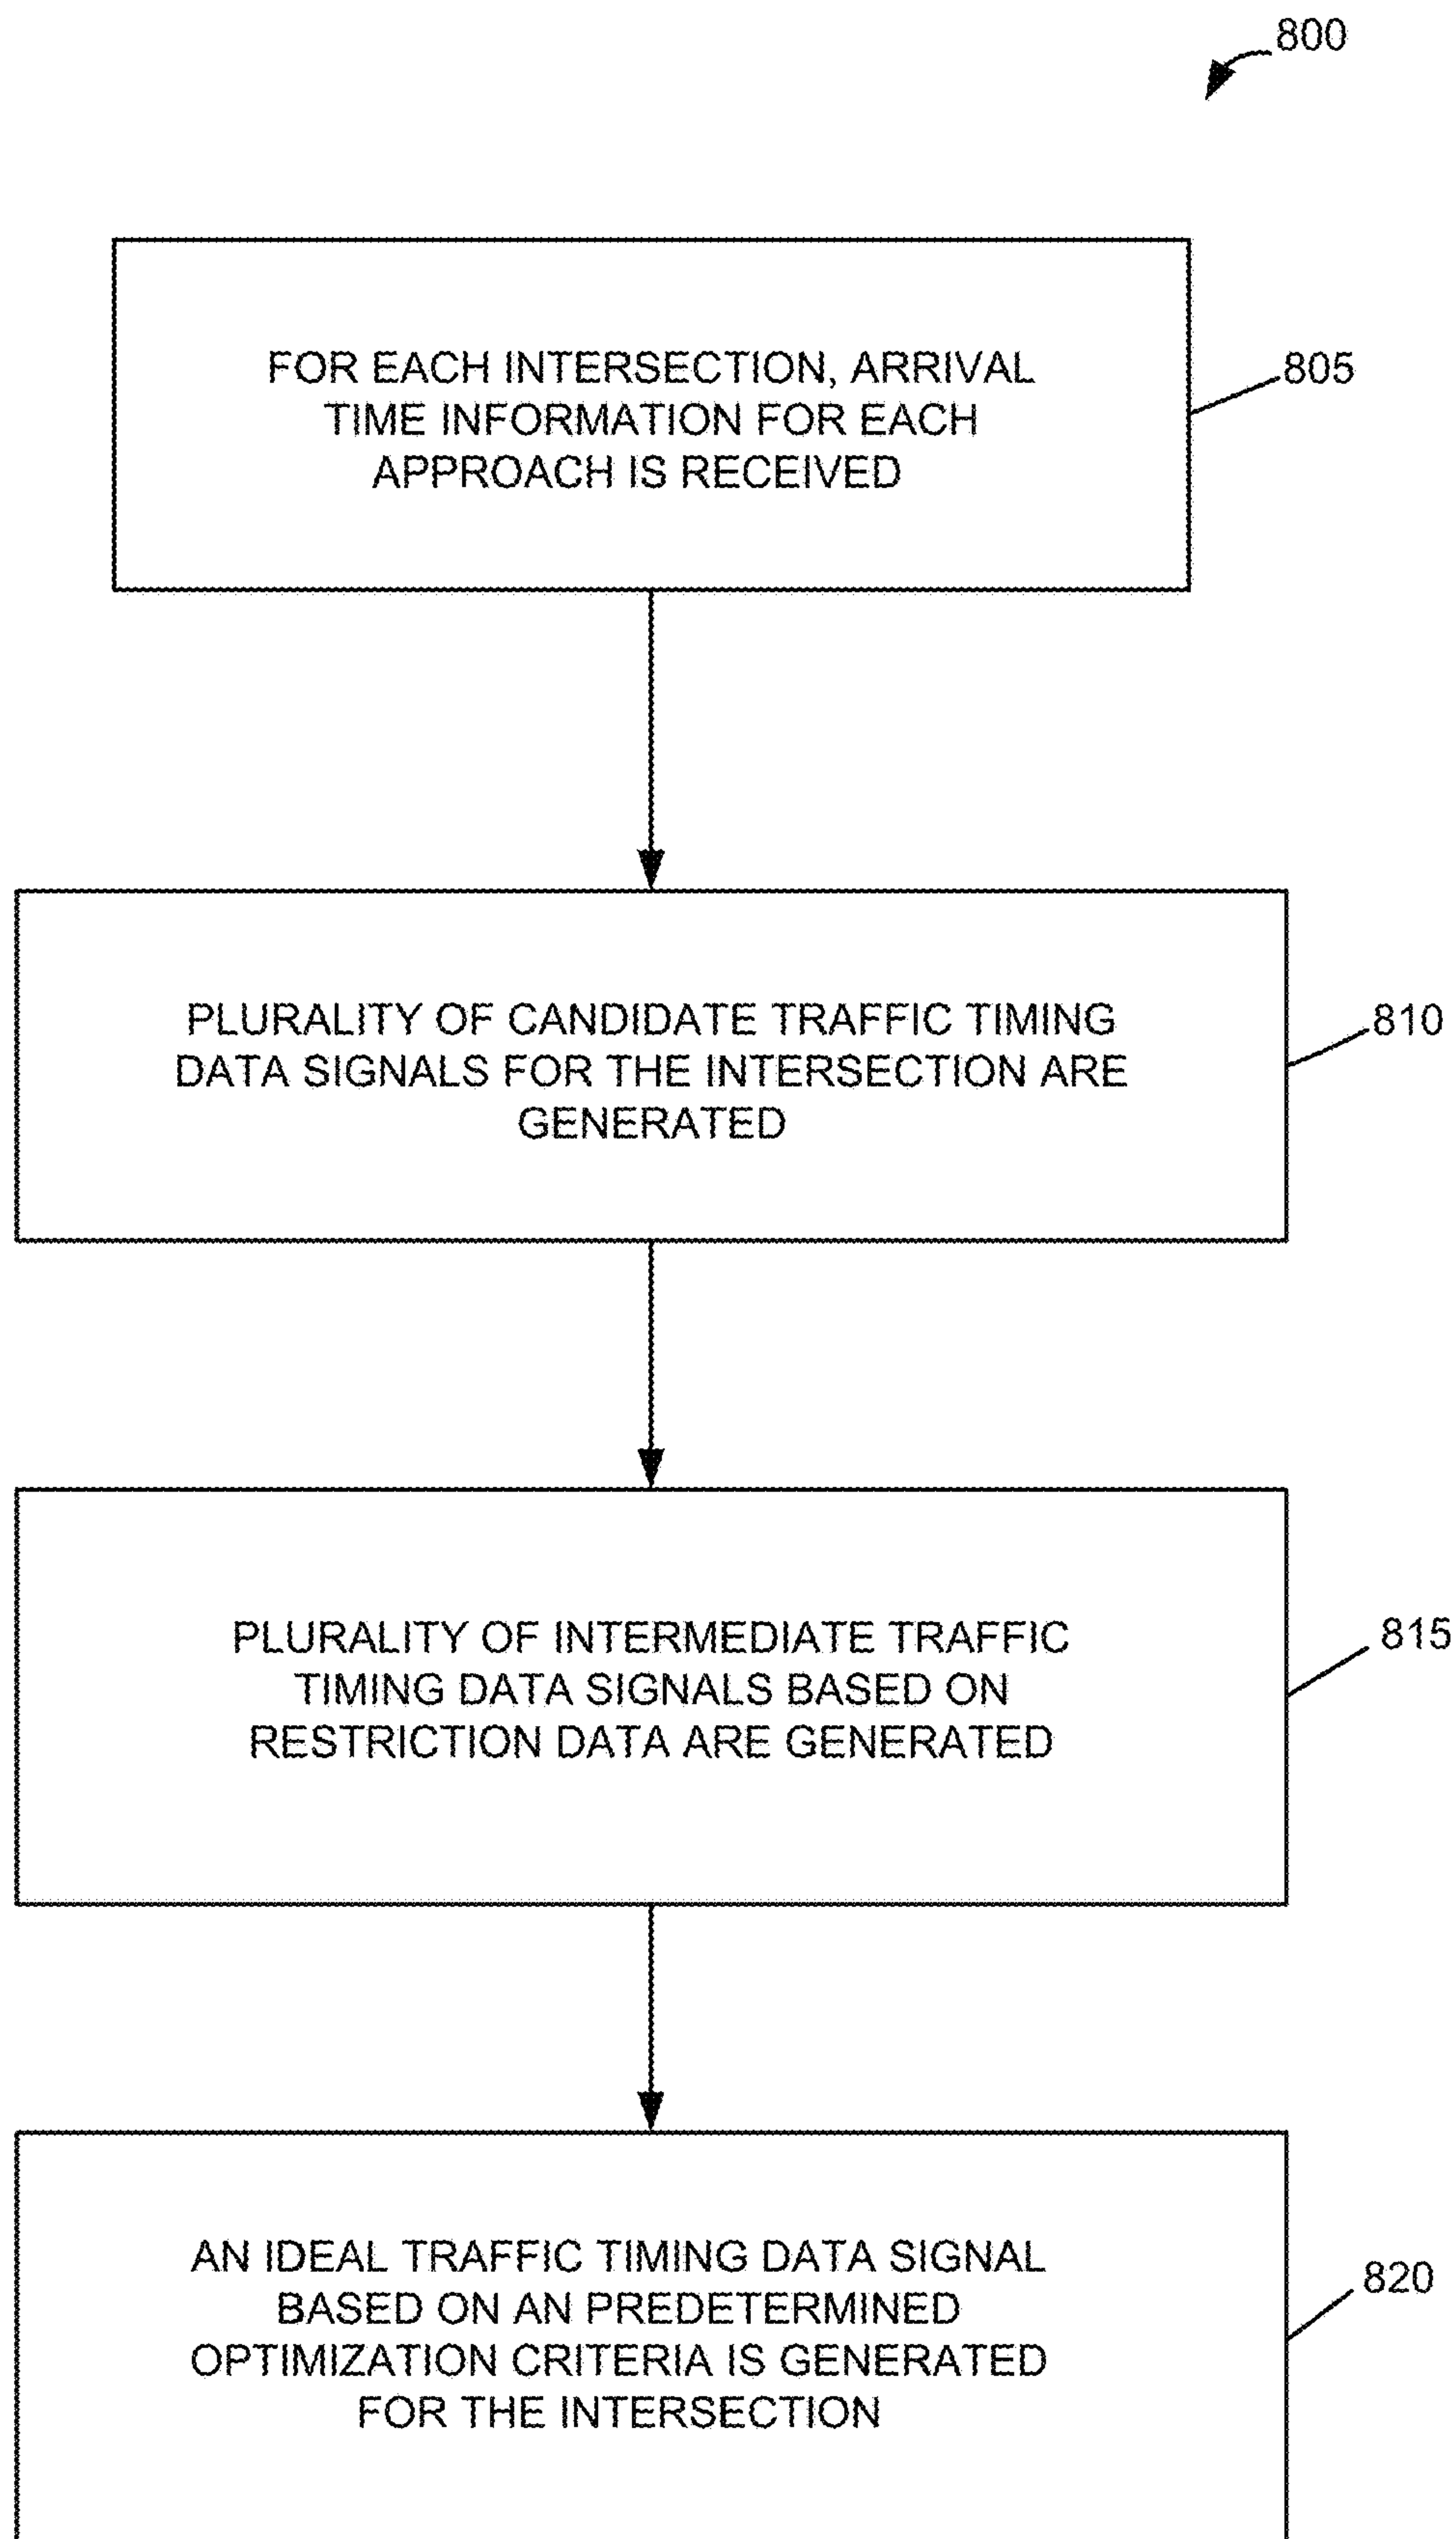 800
FOR EACH INTERSECTION, ARRIVAL
TIME INFORMATION FOR EACH
APPROACH IS RECEIVED
805
PLURALITY OF CANDIDATE TRAFFIC TIMING
DATA SIGNALS FOR THE INTERSECTION ARE
GENERATED
810
PLURALITY OF INTERMEDIATE TRAFFIC
TIMING DATA SIGNALS BASED ON
RESTRICTION DATA ARE GENERATED
815
AN IDEAL TRAFFIC TIMING DATA SIGNAL
BASED ON AN PREDETERMINED
OPTIMIZATION CRITERIA IS GENERATED
FOR THE INTERSECTION
820